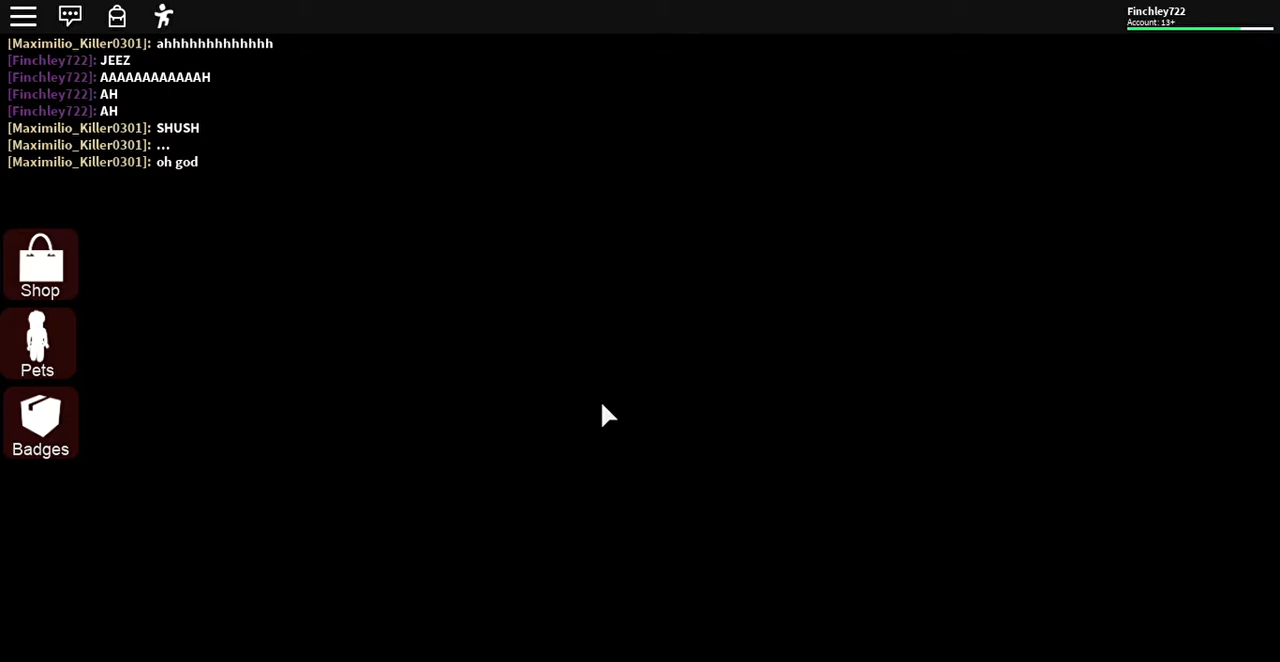 Finchley722
Account: 13+
[Maximilio_Killer0301]: ahhhhhhhhhhhhhh
[Finchley722]: JEEZ
[Finchley722]: AAAAAAAAAAAAH
[Finchley722]: AH
[Finchley722]: AH
[Maximilio_Killer0301]: SHUSH
[Maximilio_Killer0301]: ...
[Maximilio_Killer0301]: oh god
Shop
Pets
Badges